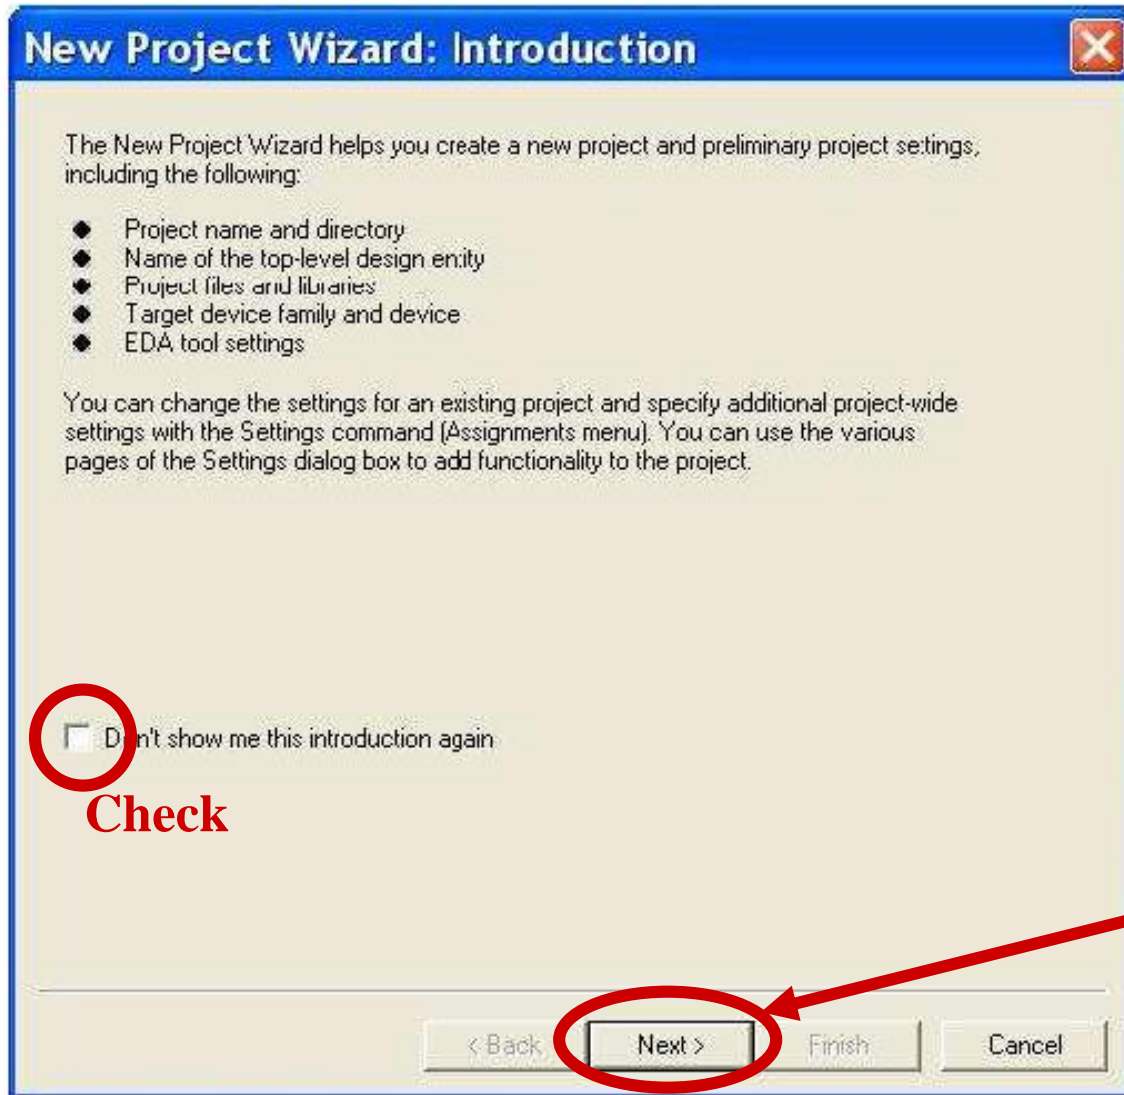 New Project Wizard: Introduction
The New Project Wizard helps you create a new project and preliminary project settings,
including the following:
◆ Project name and directory
◆ Name of the top-level design entity
◆ Project files and libraries
◆ Target device family and device
◆ EDA tool settings
You can change the settings for an existing project and specify additional project-wide
settings with the Settings command (Assignments menu). You can use the various
pages of the Settings dialog box to add functionality to the project.
Don't show me this introduction again
Check
< Back
Next >
Finish
Cancel